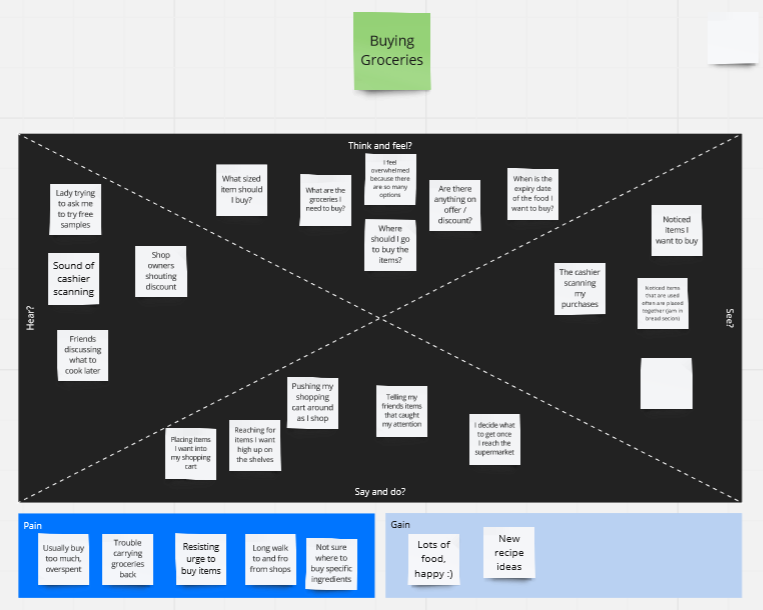 Buying
Groceries
Think and feel?
What sized
item should
I buy?
What are the
groceries I
need to buy?
I feel
overwhelmed
because there
are so many
options
Where
should I go
to buy the
items?
Are there
anything on
offer /
discount?
When is the
expiry date
of the food I
want to buy?
Hear?
Lady trying
to ask me
to try free
samples
Sound of
cashier
scanning
Shop
owners
shouting
discount
Friends
discussing
what to
cook later
See?
Noticed
items I
want to buy
The cashier
scanning
my
purchases
Noticed items
that are used
often are placed
together (jam in
bread secions
Say and do?
Placing items
I want into
my shopping
cart
Reaching for
items I want
high up on
the shelves
Pushing my
shopping
cart around
as I shop
Telling my
friends items
that caught
my attention
I decide what
to get once
I reach the
supermarket
Pain
Usually buy
too much,
overspent
Trouble
carrying
groceries
back
Resisting
urge to
buy items
Long walk
to and fro
from shops
Not sure
where to
buy specific
ingredients
Gain
Lots of
food,
happy :)
New
recipe
ideas